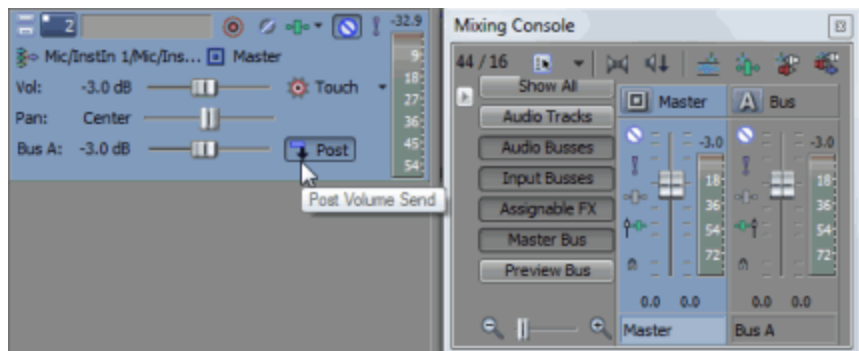 2
-32.9
Mic/InstIn 1/Mic/Ins... Master
Vol: -3.0 dB Touch
Pan: Center
Bus A: -3.0 dB Post
9
18
27
36
45
54
Post Volume Send
Mixing Console
44 / 16
Show All
Audio Tracks
Audio Busses
Input Busses
Assignable FX
Master Bus
Preview Bus
Master
-3.0
18
36
54
72
0.0 0.0
Master
A Bus
-3.0
18
36
54
72
0.0 0.0
Bus A